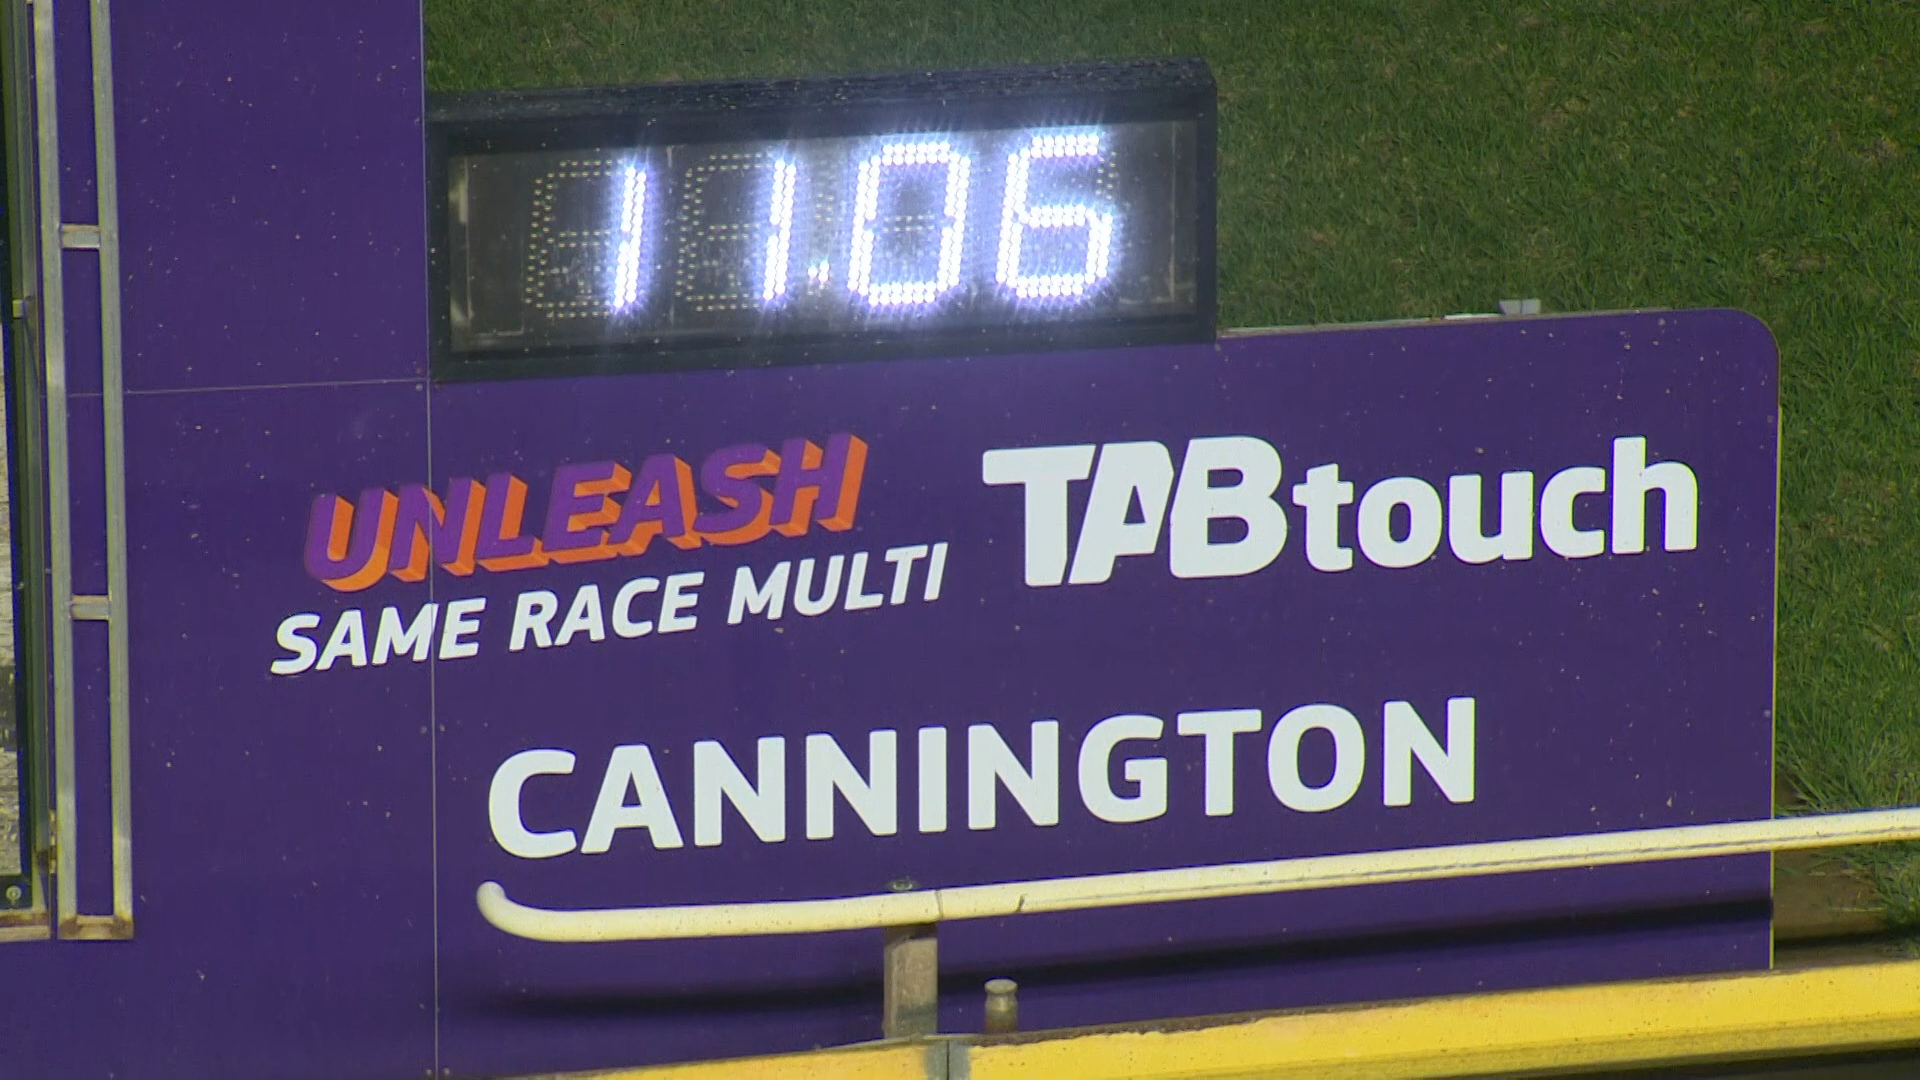 11.06
UNLEASH
SAME RACE MULTI
TABtouch
CANNINGTON